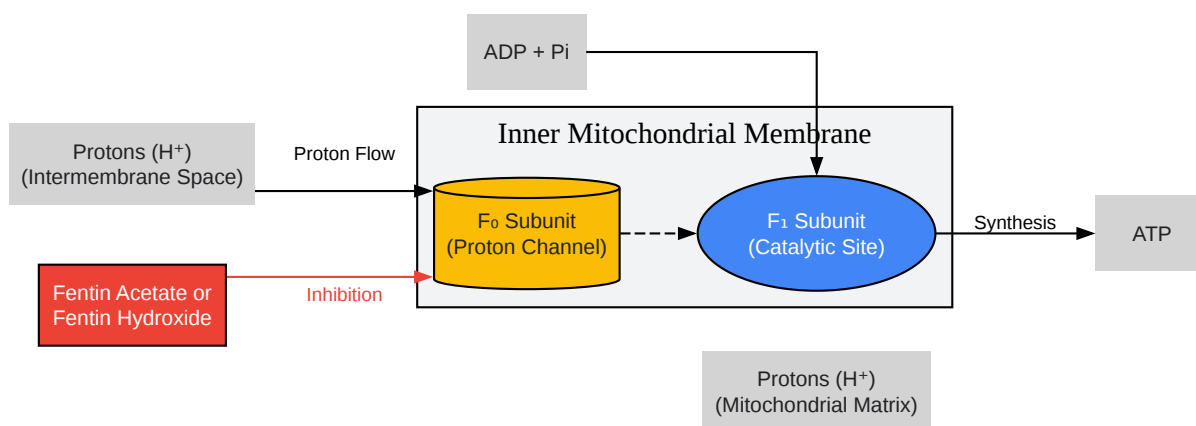 ADP + Pi
Inner Mitochondrial Membrane
Protons (H⁺)
(Intermembrane Space)
Proton Flow
F₀ Subunit
(Proton Channel)
F₁ Subunit
(Catalytic Site)
Synthesis
ATP
Fentin Acetate or
Fentin Hydroxide
Inhibition
Protons (H⁺)
(Mitochondrial Matrix)